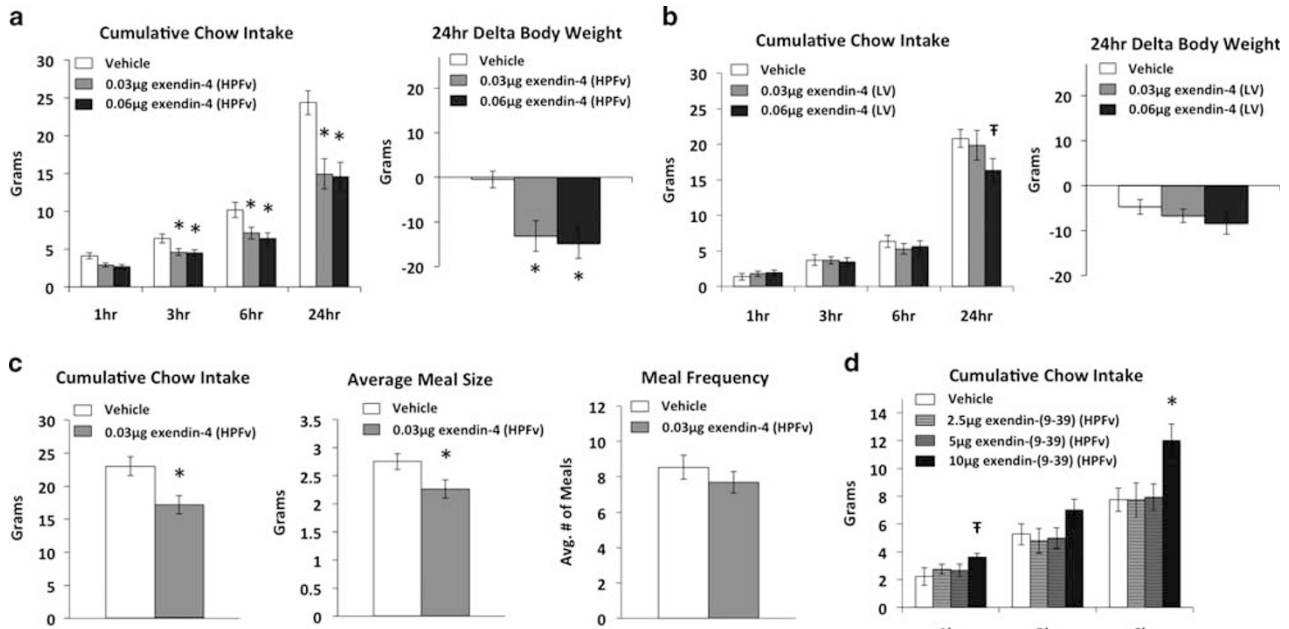 a
Cumulative Chow Intake
30
25
20
15
10
5
0
Grams
Vehicle
0.03µg exendin-4 (HPFv)
0.06µg exendin-4 (HPFv)
* *
* *
* *
1hr 3hr 6hr 24hr
24hr Delta Body Weight
20
15
10
5
0
-10
-15
-20
Grams
Vehicle
0.03µg exendin-4 (HPFv)
0.06µg exendin-4 (HPFv)
* *
b
Cumulative Chow Intake
30
25
20
15
10
5
0
Grams
Vehicle
0.03µg exendin-4 (LV)
0.06µg exendin-4 (LV)
Ŧ
1hr 3hr 6hr 24hr
24hr Delta Body Weight
20
15
10
5
0
-5
-10
-15
-20
Grams
Vehicle
0.03µg exendin-4 (LV)
0.06µg exendin-4 (LV)
c
Cumulative Chow Intake
30
25
20
15
10
5
0
Grams
Vehicle
0.03µg exendin-4 (HPFv)
*
Average Meal Size
3.5
3
2.5
2
1.5
1
0.5
0
Grams
Vehicle
0.03µg exendin-4 (HPFv)
*
Meal Frequency
12
10
8
6
4
2
0
Avg. # of Meals
Vehicle
0.03µg exendin-4 (HPFv)
d
Cumulative Chow Intake
14
12
10
8
6
4
2
0
Grams
Vehicle
2.5µg exendin-(9-39) (HPFv)
5µg exendin-(9-39) (HPFv)
10µg exendin-(9-39) (HPFv)
Ŧ
*